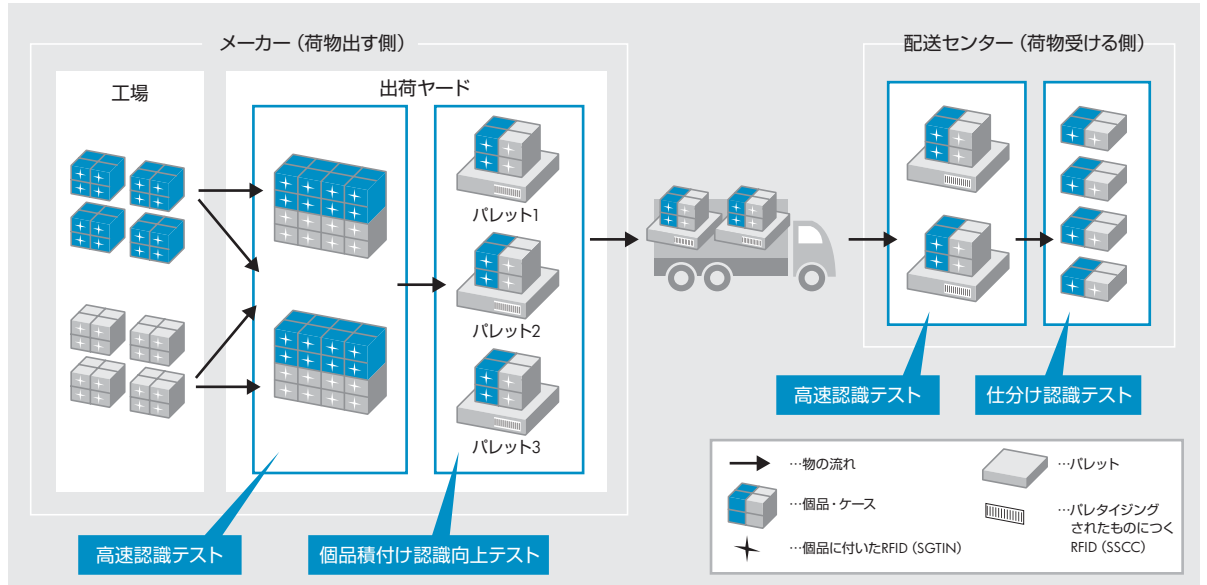 メーカー（荷物出す側）
配送センター（荷物受ける側）
工場
出荷ヤード
パレット1
パレット2
パレット3
高速認識テスト
個品積付け認識向上テスト
高速認識テスト
仕分け認識テスト
…物の流れ
…個品・ケース
…個品に付いたRFID（SGTIN）
…パレット
…パレタイジング
されたものにつく
RFID（SSCC）